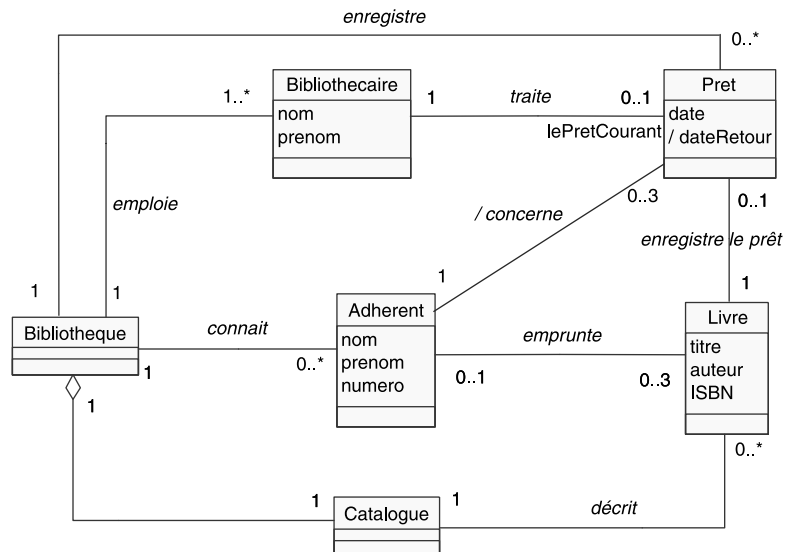 enregistre
0..*
Bibliothecaire
nom
prenom
1..*
1
traite
0..1
lePretCourant
Pret
date
/ dateRetour
emploie
/ concerne
0..3
0..1
enregistre le prêt
1
1
1
1
Bibliotheque
1
1
connait
0..*
Adherent
nom
prenom
numero
0..1
emprunte
0..3
Livre
titre
auteur
ISBN
0..*
1
Catalogue
1
décrit